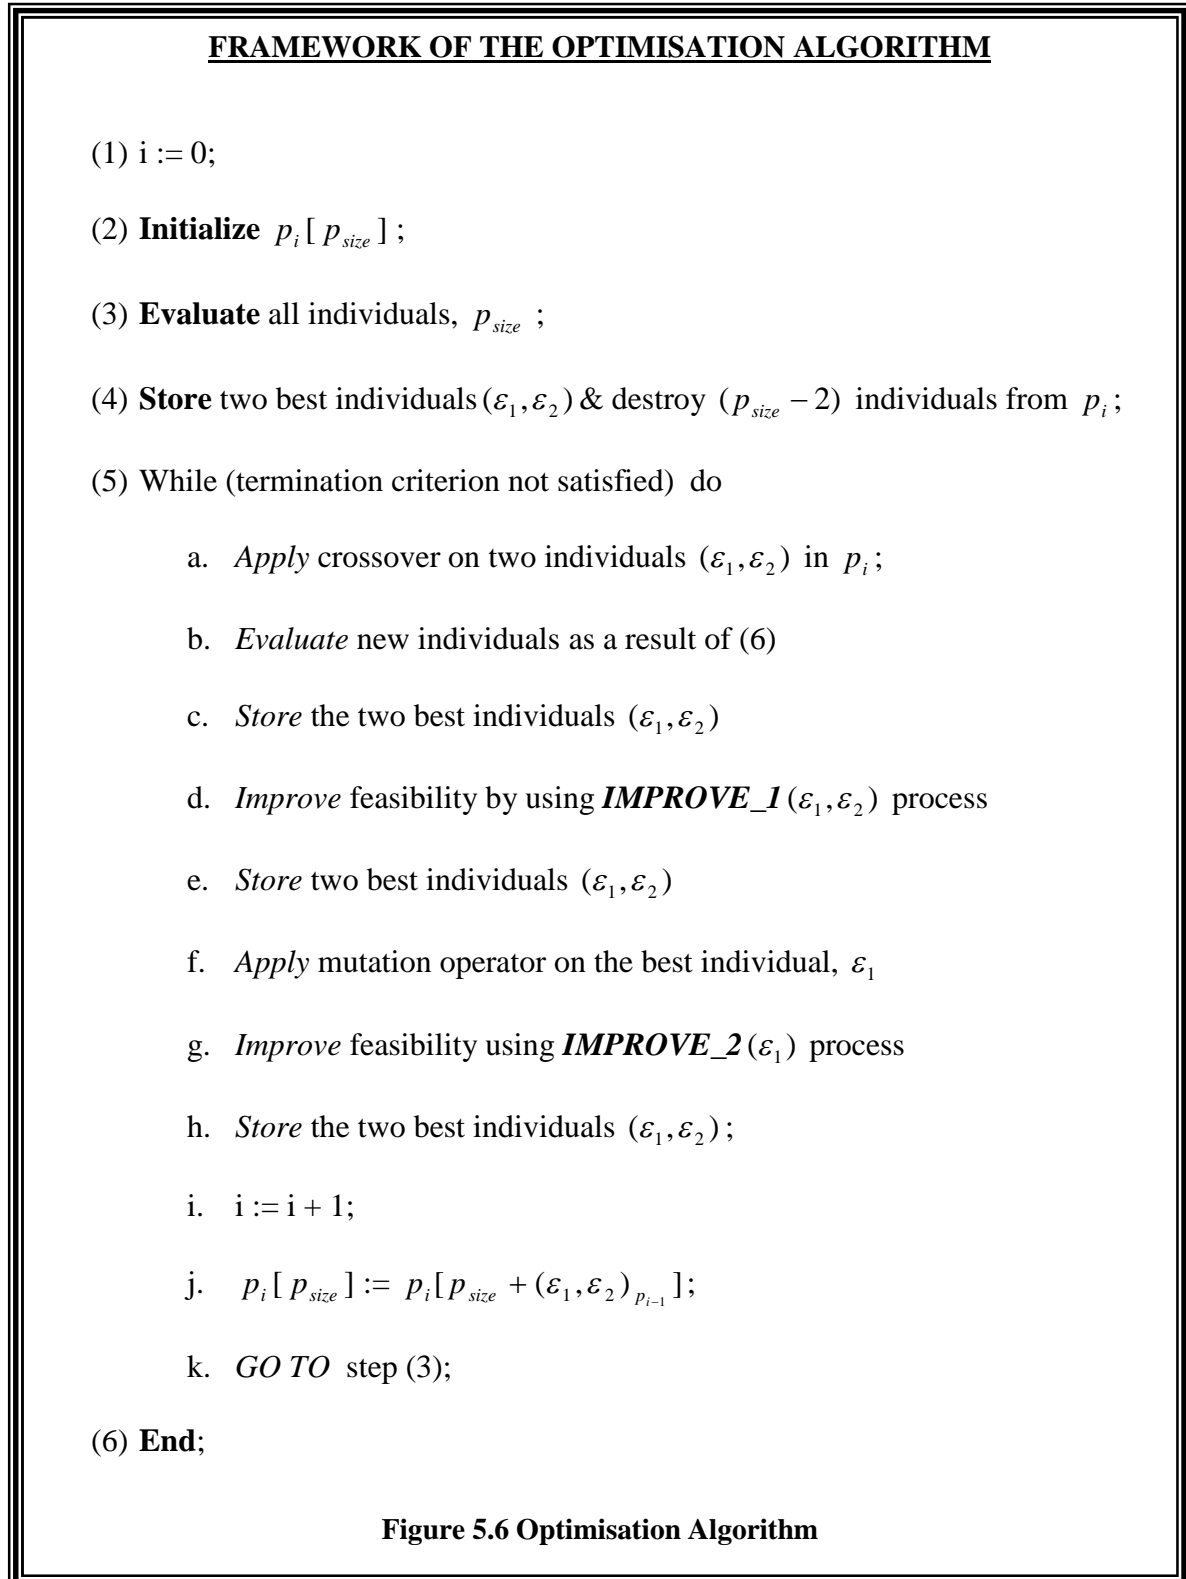 FRAMEWORK OF THE OPTIMISATION ALGORITHM
(1) i := 0;
(2) Initialize p_i [ p_size ] ;
(3) Evaluate all individuals, p_size ;
(4) Store two best individuals (ε₁, ε₂) & destroy (p_size − 2) individuals from p_i ;
(5) While (termination criterion not satisfied) do
a. Apply crossover on two individuals (ε₁, ε₂) in p_i ;
b. Evaluate new individuals as a result of (6)
c. Store the two best individuals (ε₁, ε₂)
d. Improve feasibility by using IMPROVE_1 (ε₁, ε₂) process
e. Store two best individuals (ε₁, ε₂)
f. Apply mutation operator on the best individual, ε₁
g. Improve feasibility using IMPROVE_2 (ε₁) process
h. Store the two best individuals (ε₁, ε₂) ;
i. i := i + 1;
j. p_i [ p_size ] := p_i [ p_size + (ε₁, ε₂)_{p_{i−1}} ] ;
k. GO TO step (3);
(6) End;
Figure 5.6 Optimisation Algorithm